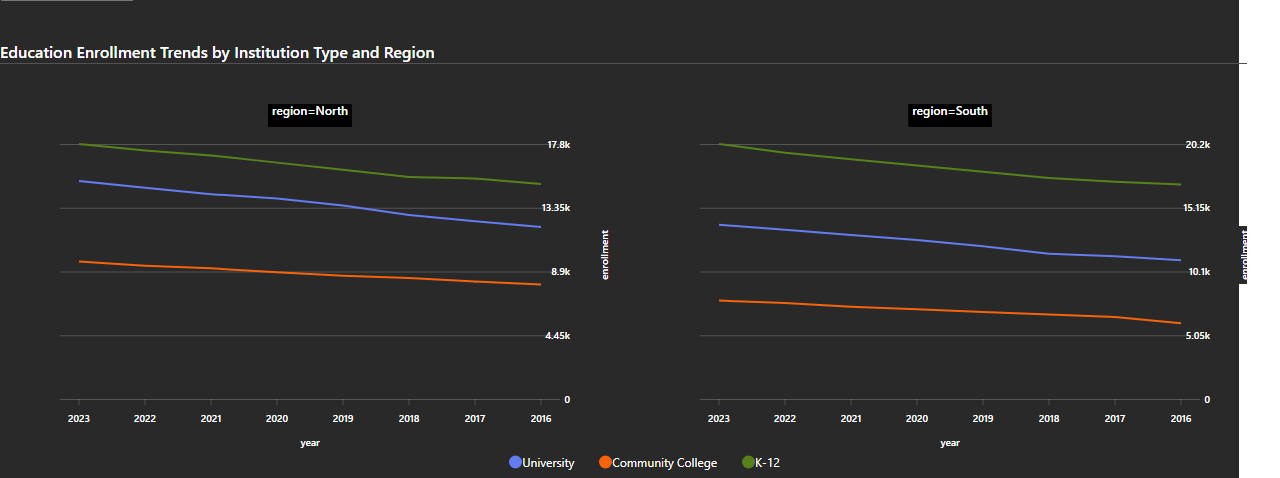 Education Enrollment Trends by Institution Type and Region
region=North
17.8k
13.35k
8.9k
4.45k
0
enrollment
2023 2022 2021 2020 2019 2018 2017 2016
year
region=South
20.2k
15.15k
10.1k
5.05k
0
enrollment
2023 2022 2021 2020 2019 2018 2017 2016
year
University Community College K-12